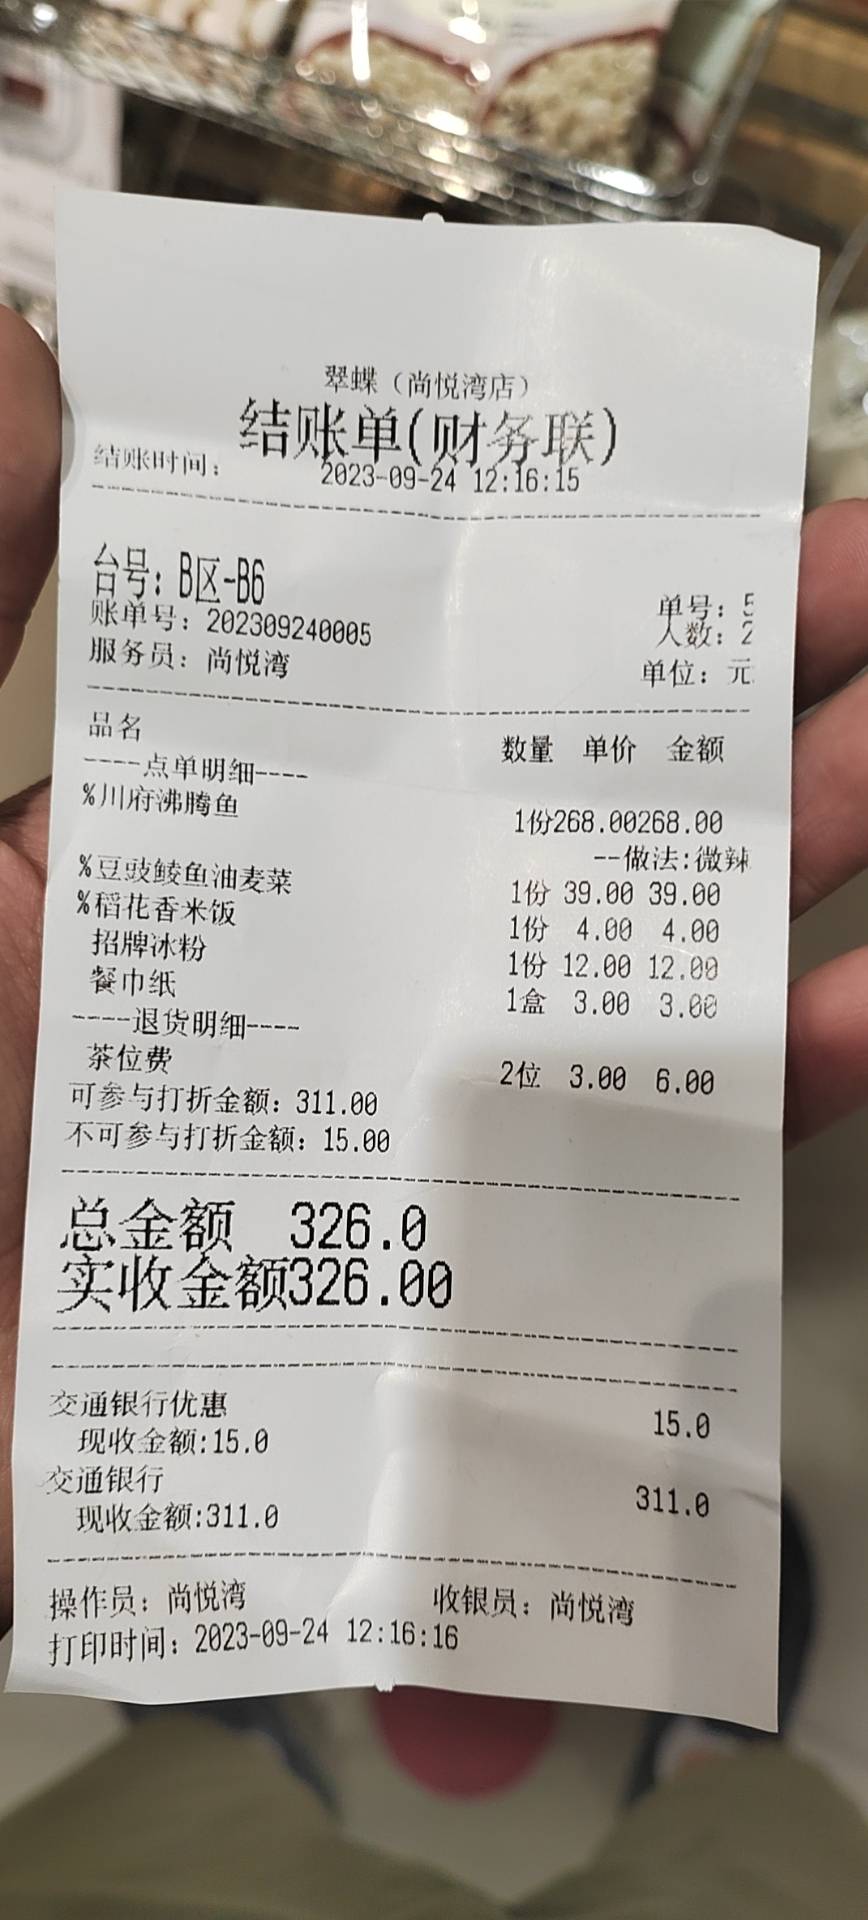 翠蝶（尚悦湾店）
结账单(财务联)
结账时间： 2023-09-24 12:16:15
台号：B区-B6
单号：5
账单号：202309240005
人数：2
服务员：尚悦湾
单位：元
品名 数量 单价 金额
----点单明细----
%川府沸腾鱼 1份268.00268.00
--做法:微辣
%豆豉鲮鱼油麦菜 1份 39.00 39.00
%稻花香米饭 1份 4.00 4.00
招牌冰粉 1份 12.00 12.00
餐巾纸 1盒 3.00 3.00
----退货明细----
茶位费 2位 3.00 6.00
可参与打折金额：311.00
不可参与打折金额：15.00
总金额 326.0
实收金额326.00
交通银行优惠 15.0
现收金额:15.0
交通银行 311.0
现收金额:311.0
操作员：尚悦湾 收银员：尚悦湾
打印时间：2023-09-24 12:16:16